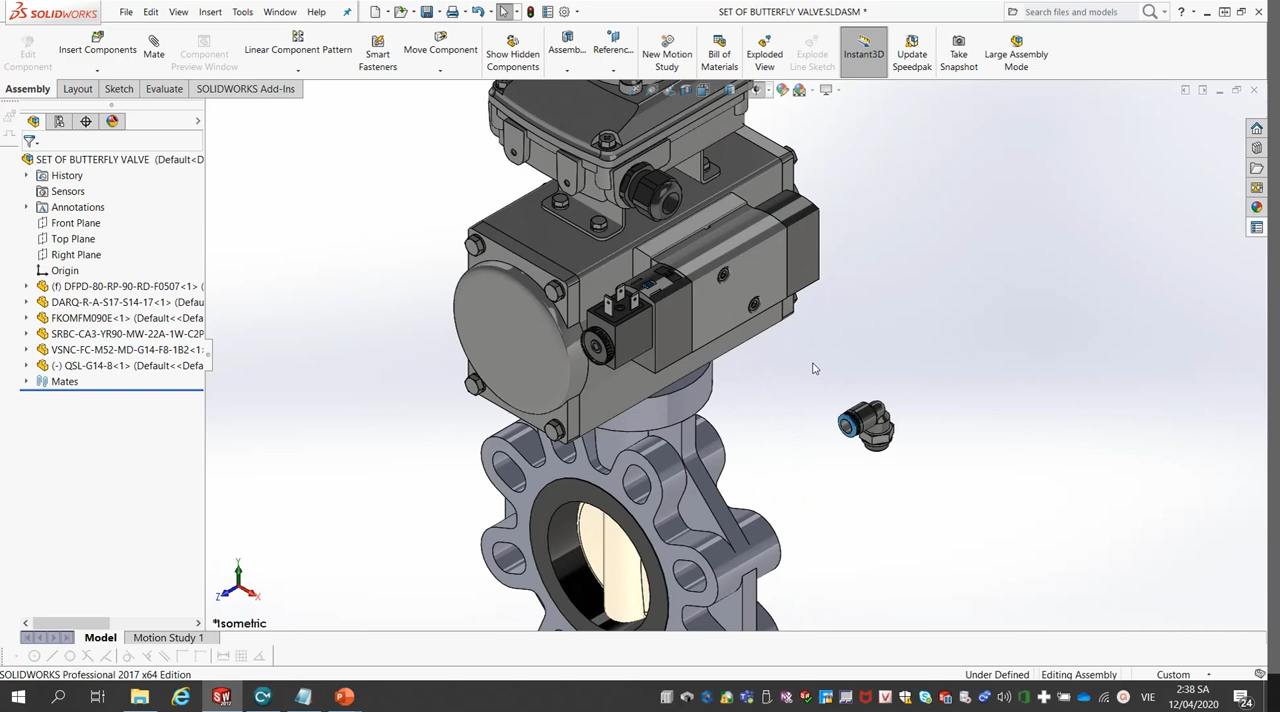 SOLIDWORKS
File
Edit
View
Insert
Tools
Window
Help
SET OF BUTTERFLY VALVE.SLDASM *
Search files and models
?
Edit
Component
Insert Components
Mate
Component
Preview Window
Linear Component Pattern
Smart
Fasteners
Move Component
Show Hidden
Components
Assemb...
Referenc...
New Motion
Study
Bill of
Materials
Exploded
View
Explode
Line Sketch
Instant3D
Update
Speedpak
Take
Snapshot
Large Assembly
Mode
Assembly
Layout
Sketch
Evaluate
SOLIDWORKS Add-Ins
SET OF BUTTERFLY VALVE (Default<D
History
Sensors
Annotations
Front Plane
Top Plane
Right Plane
Origin
(f) DFPD-80-RP-90-RD-F0507<1> (
DARQ-R-A-S17-S14-17<1> (Defau
FKOMFM090E<1> (Default<<Defa
SRBC-CA3-YR90-MW-22A-1W-C2P
VSNC-FC-M52-MD-G14-F8-1B2<1>
(-) QSL-G14-8<1> (Default<<Defa
Mates
Y
Z
X
*Isometric
Model
Motion Study 1
SOLIDWORKS Professional 2017 x64 Edition
Under Defined
Editing Assembly
Custom
VIE
2:38 SA
12/04/2020
24